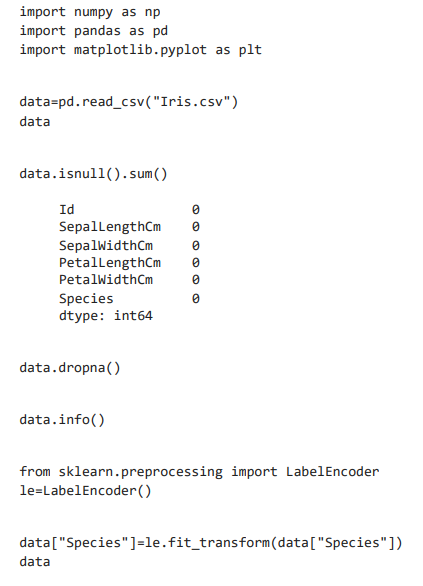 import numpy as np
import pandas as pd
import matplotlib.pyplot as plt
data=pd.read_csv("Iris.csv")
data
data.isnull().sum()
Id 0
SepalLengthCm 0
SepalWidthCm 0
PetalLengthCm 0
PetalWidthCm 0
Species 0
dtype: int64
data.dropna()
data.info()
from sklearn.preprocessing import LabelEncoder
le=LabelEncoder()
data["Species"]=le.fit_transform(data["Species"])
data